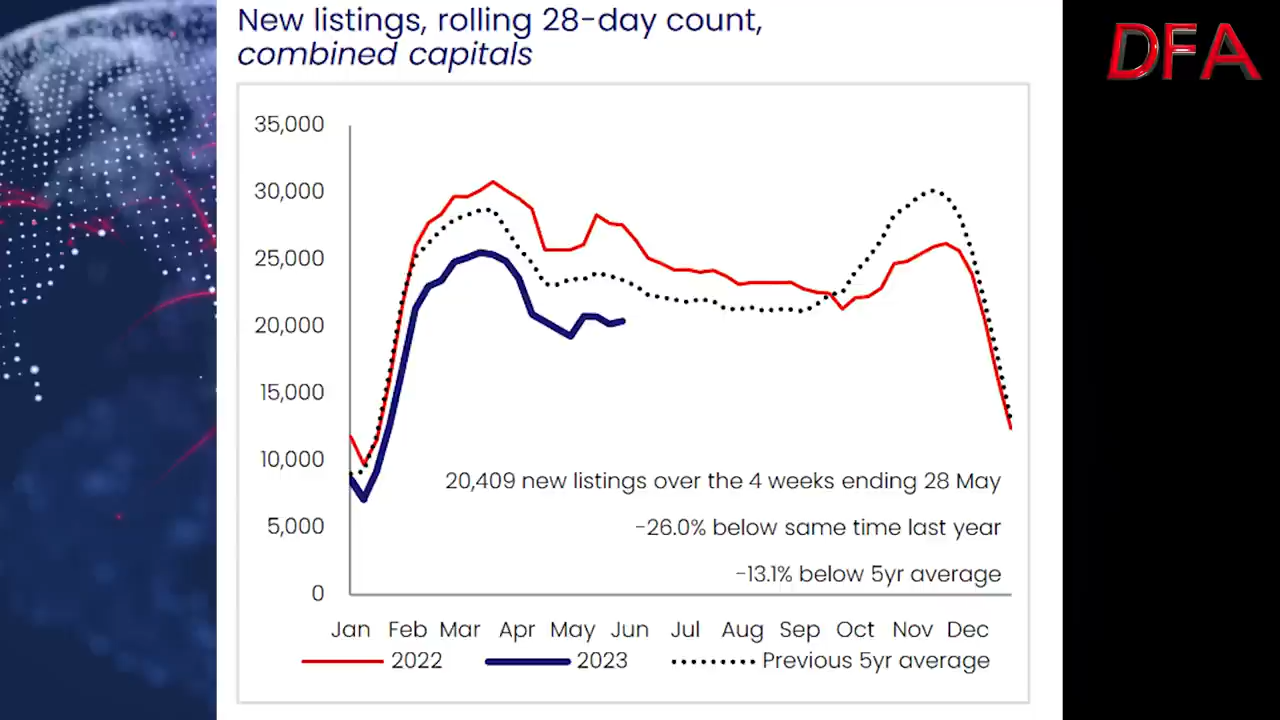 New listings, rolling 28-day count,
combined capitals
DFA
35,000
30,000
25,000
20,000
15,000
10,000
5,000
0
20,409 new listings over the 4 weeks ending 28 May
-26.0% below same time last year
-13.1% below 5yr average
Jan Feb Mar Apr May Jun Jul Aug Sep Oct Nov Dec
2022 2023 Previous 5yr average